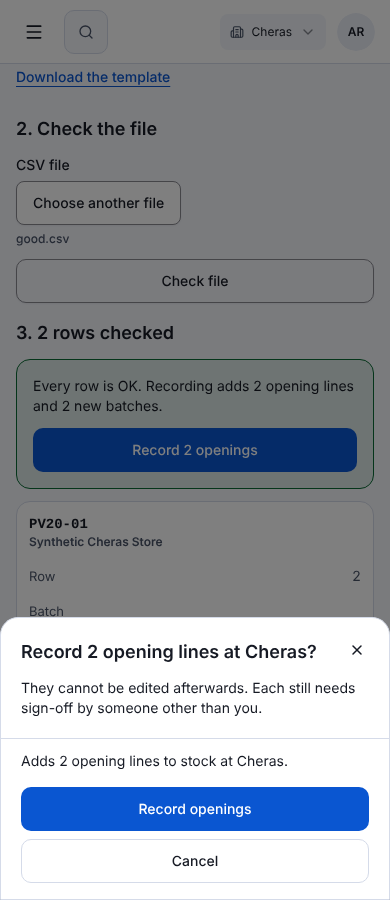 Cheras
AR
Download the template
2. Check the file
CSV file
Choose another file
good.csv
Check file
3. 2 rows checked
Every row is OK. Recording adds 2 opening lines
and 2 new batches.
Record 2 openings
PV20-01
Synthetic Cheras Store
Row 2
Batch
Record 2 opening lines at Cheras?
They cannot be edited afterwards. Each still needs
sign-off by someone other than you.
Adds 2 opening lines to stock at Cheras.
Record openings
Cancel